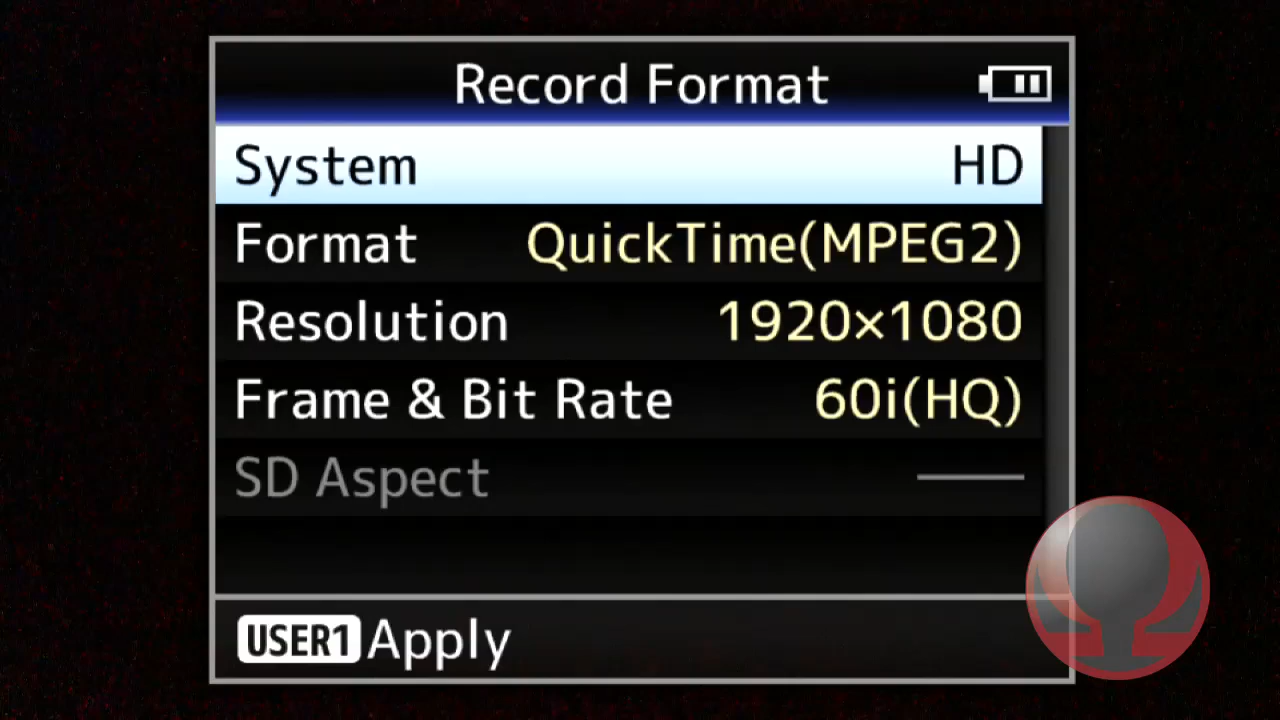 Record Format
System HD
Format QuickTime(MPEG2)
Resolution 1920×1080
Frame & Bit Rate 60i(HQ)
SD Aspect ——
USER1 Apply